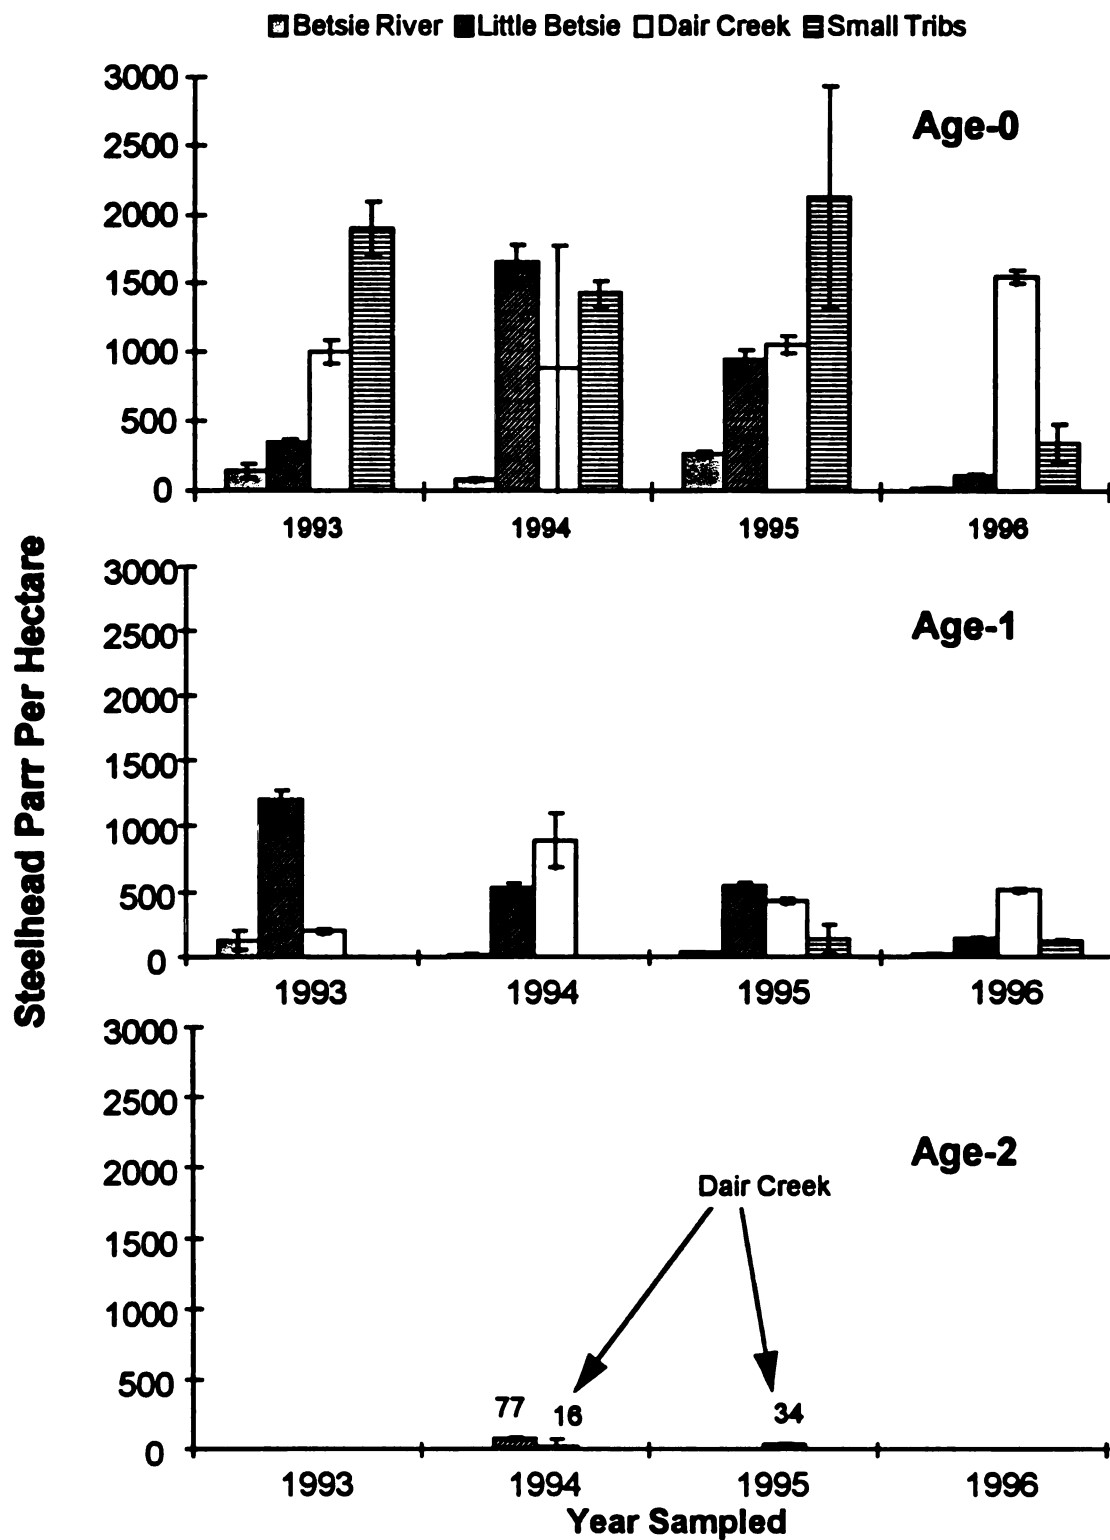 Betsie River Little Betsie Dair Creek Small Tribs
3000
2500
2000
1500
1000
500
0
Age-0
1993 1994 1995 1996
Steelhead Parr Per Hectare
3000
2500
2000
1500
1000
500
0
Age-1
1993 1994 1995 1996
3000
2500
2000
1500
1000
500
0
Age-2
Dair Creek
77 16 34
1993 1994 1995 1996
Year Sampled